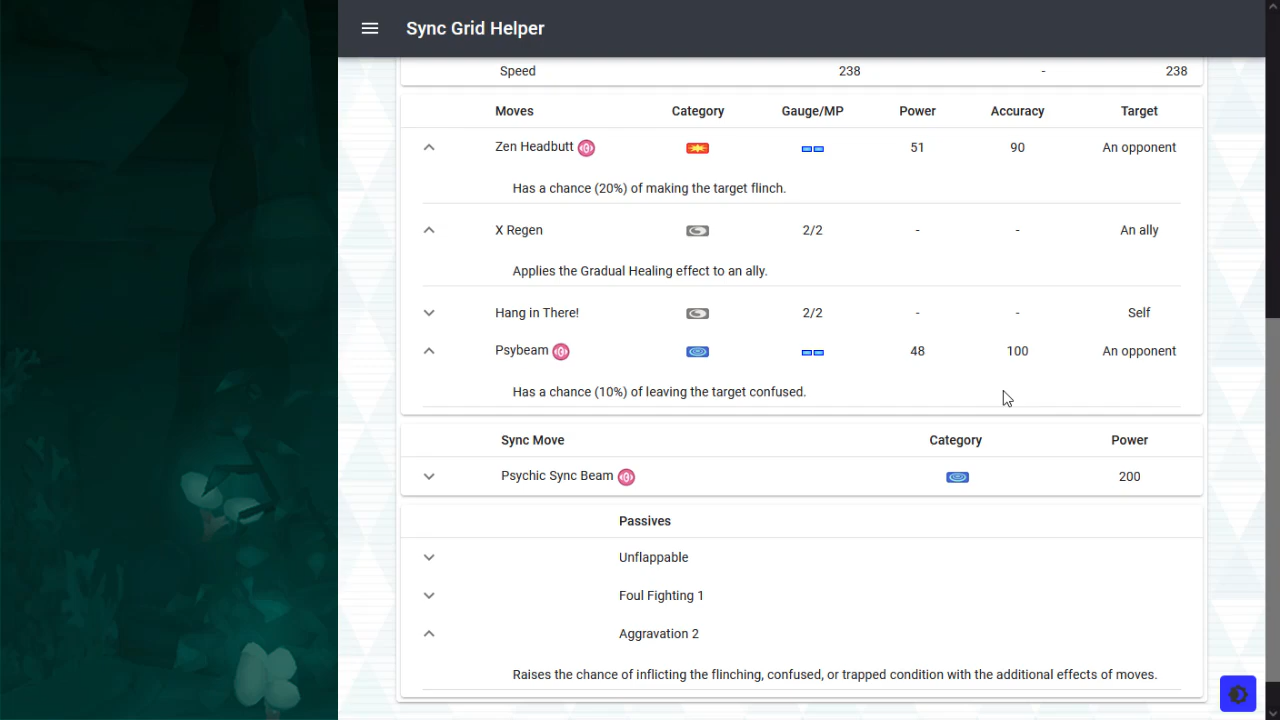 Sync Grid Helper
Speed 238 - 238
Moves Category Gauge/MP Power Accuracy Target
Zen Headbutt 51 90 An opponent
Has a chance (20%) of making the target flinch.
X Regen 2/2 - - An ally
Applies the Gradual Healing effect to an ally.
Hang in There! 2/2 - - Self
Psybeam 48 100 An opponent
Has a chance (10%) of leaving the target confused.
Sync Move Category Power
Psychic Sync Beam 200
Passives
Unflappable
Foul Fighting 1
Aggravation 2
Raises the chance of inflicting the flinching, confused, or trapped condition with the additional effects of moves.